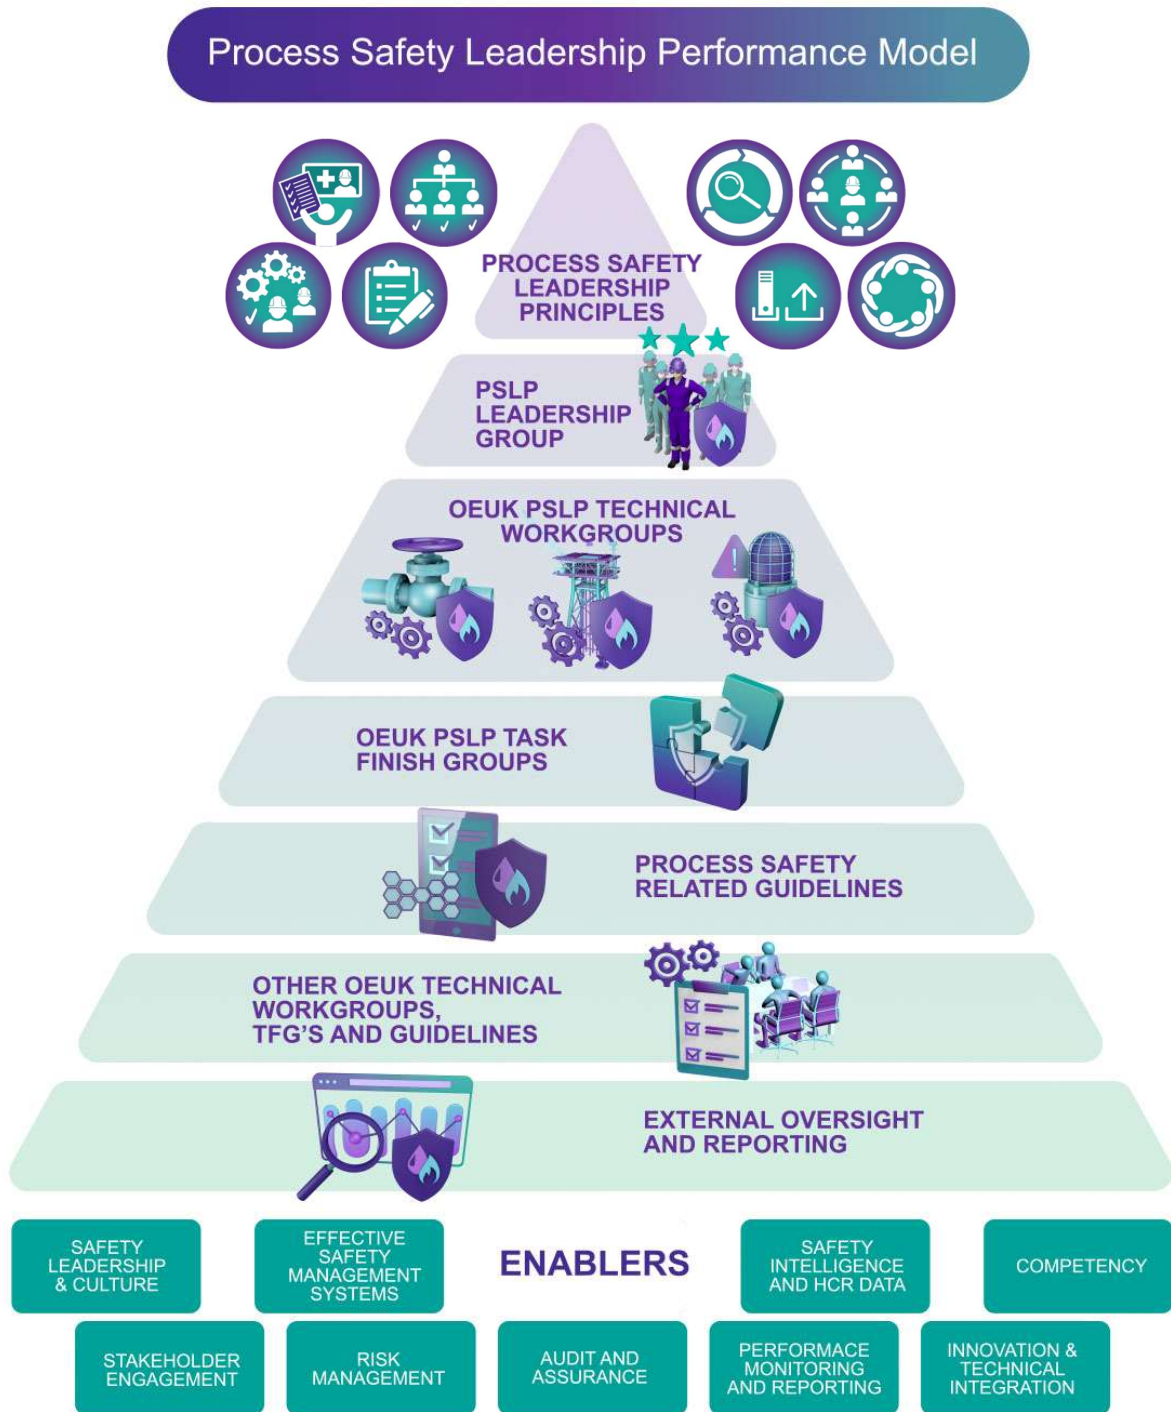 Process Safety Leadership Performance Model
PROCESS SAFETY
LEADERSHIP
PRINCIPLES
PSLP
LEADERSHIP
GROUP
OEUK PSLP TECHNICAL
WORKGROUPS
OEUK PSLP TASK
FINISH GROUPS
PROCESS SAFETY
RELATED GUIDELINES
OTHER OEUK TECHNICAL
WORKGROUPS,
TFG'S AND GUIDELINES
EXTERNAL OVERSIGHT
AND REPORTING
SAFETY
LEADERSHIP
& CULTURE
EFFECTIVE
SAFETY
MANAGEMENT
SYSTEMS
ENABLERS
SAFETY
INTELLIGENCE
AND HCR DATA
COMPETENCY
STAKEHOLDER
ENGAGEMENT
RISK
MANAGEMENT
AUDIT AND
ASSURANCE
PERFORMACE
MONITORING
AND REPORTING
INNOVATION &
TECHNICAL
INTEGRATION